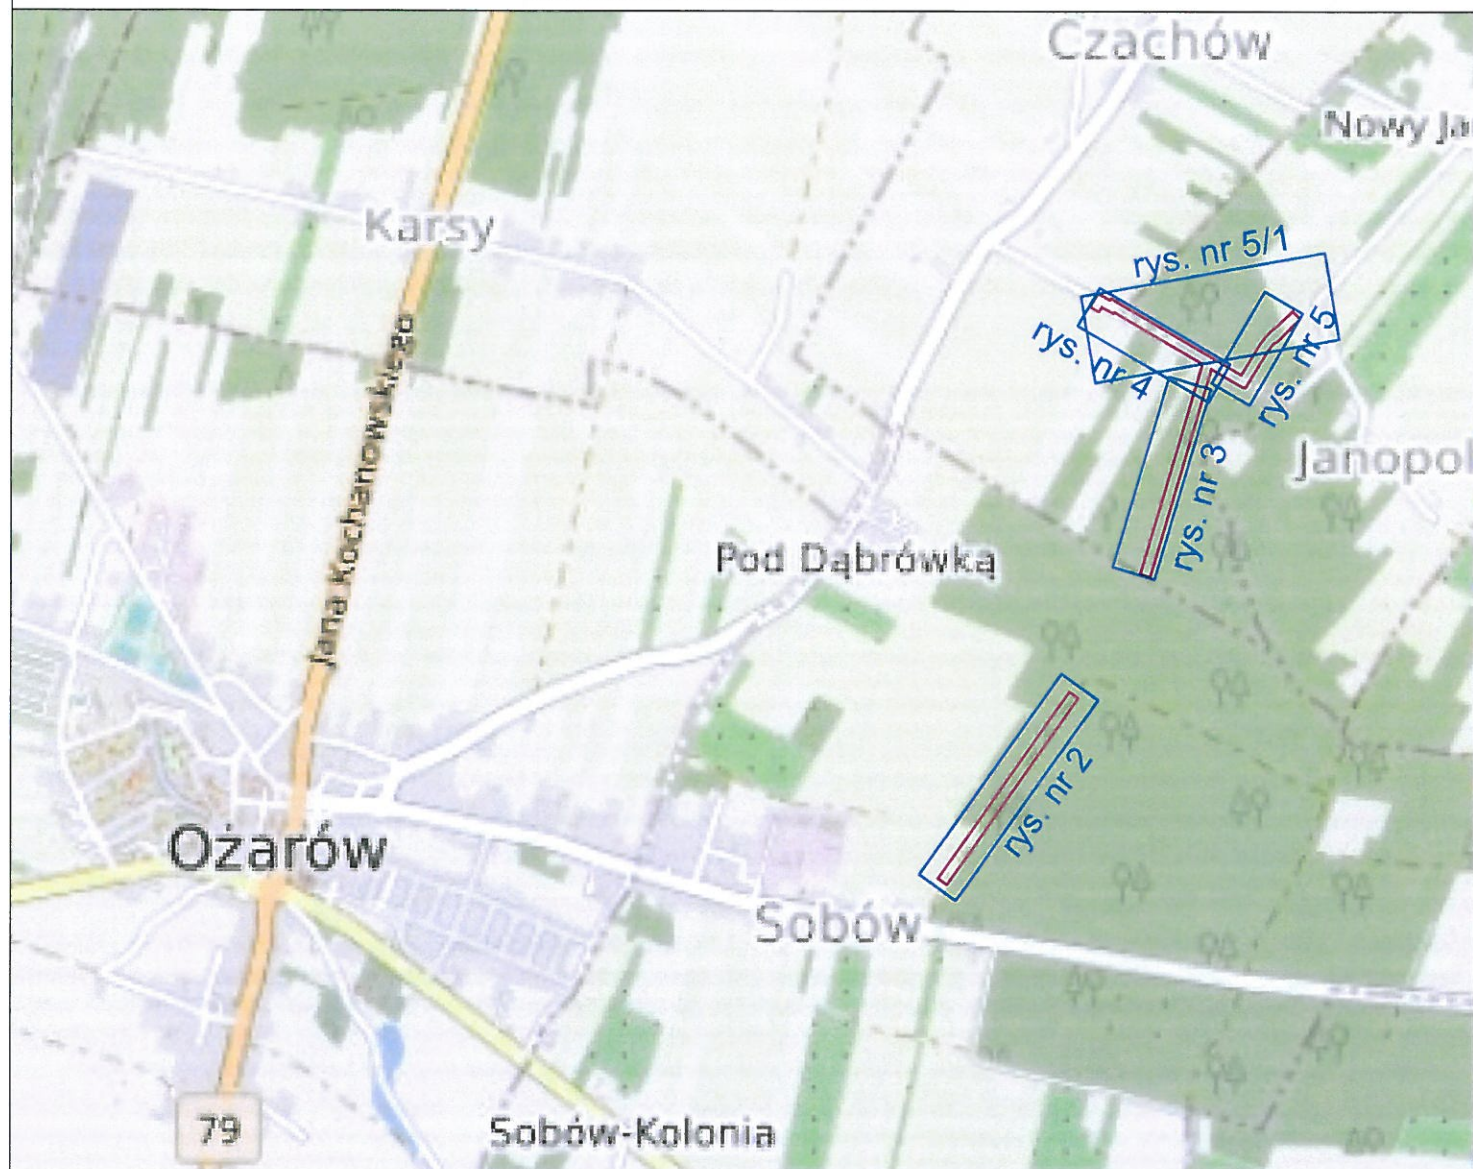 Czachów
Nowy Ja
Karsy
rys. nr 5/1
rys. nr 4
rys. nr 5
Jana Kochanowskiego
rys. nr 3
Janopol
Pod Dąbrówką
rys. nr 2
Ożarów
Sobów
79
Sobów-Kolonia